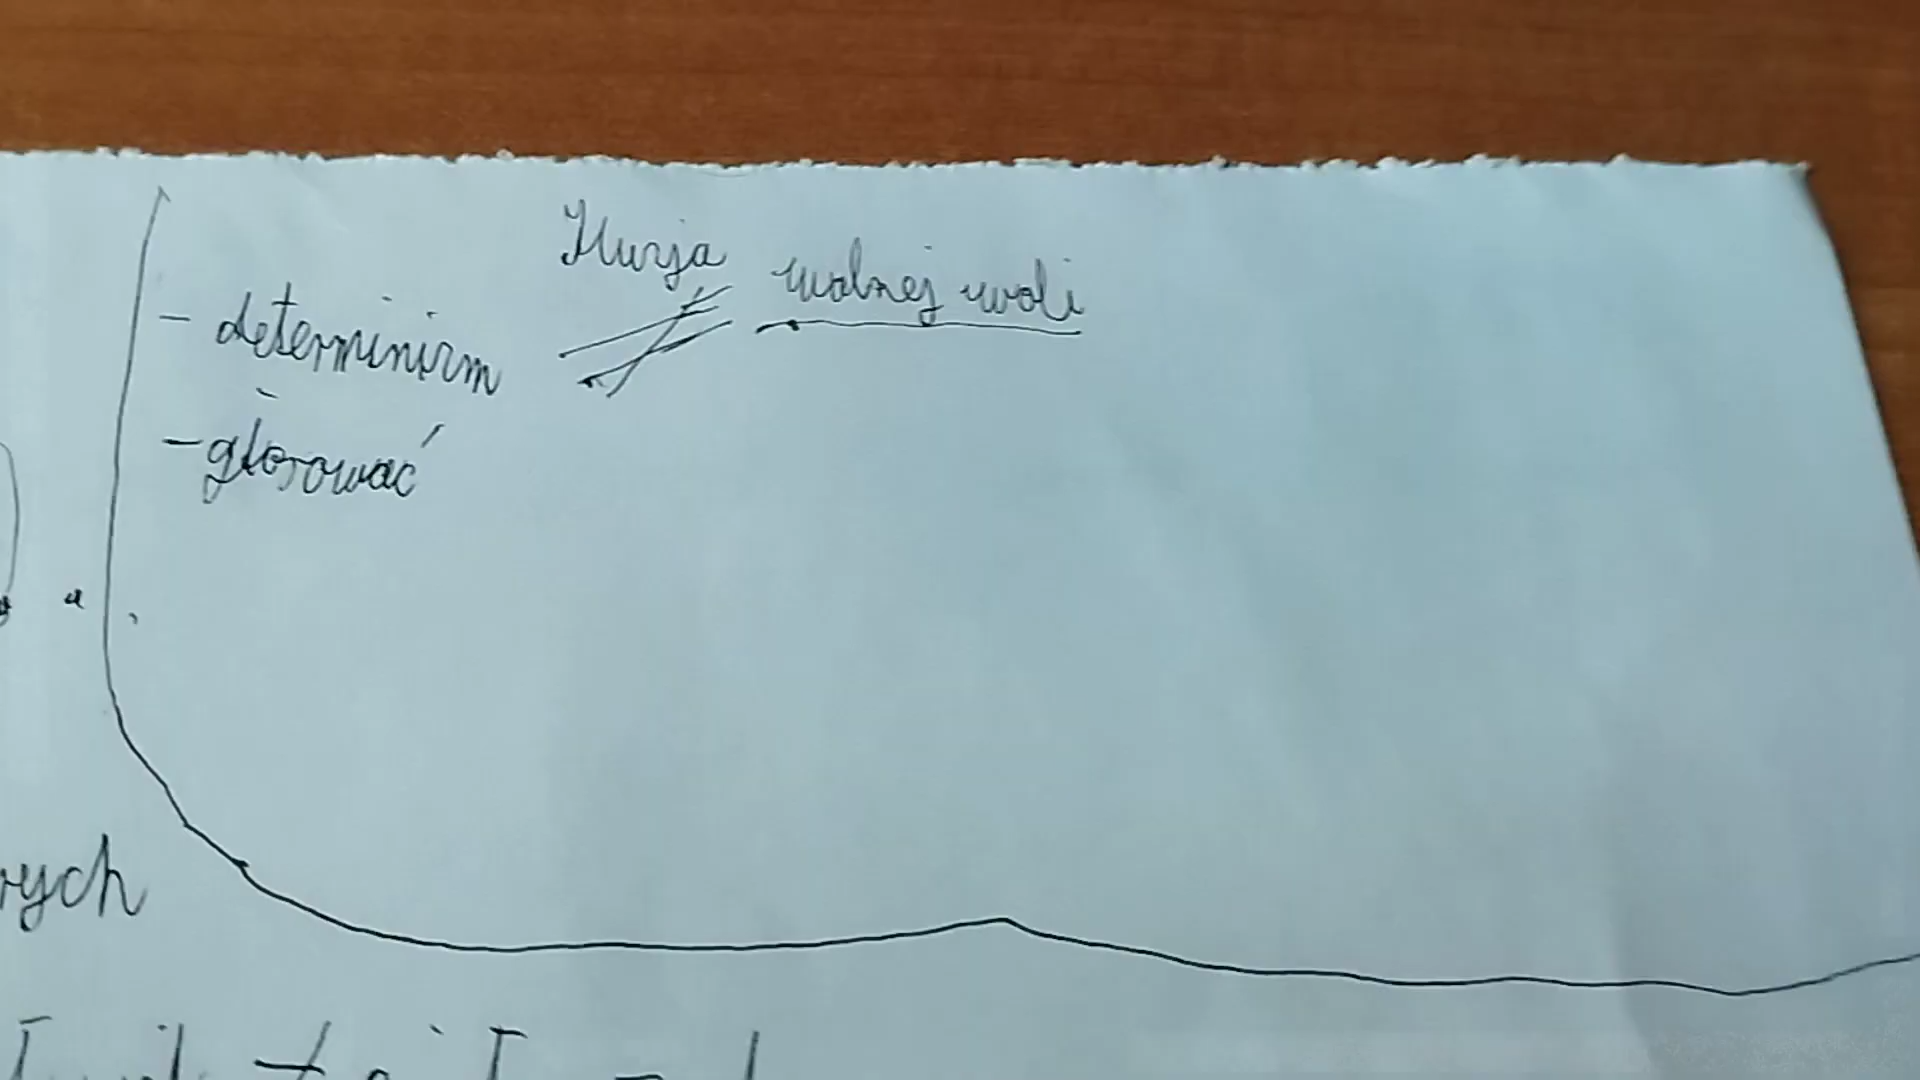 Iluzja wolnej woli
- determinizm
- głosować
rych